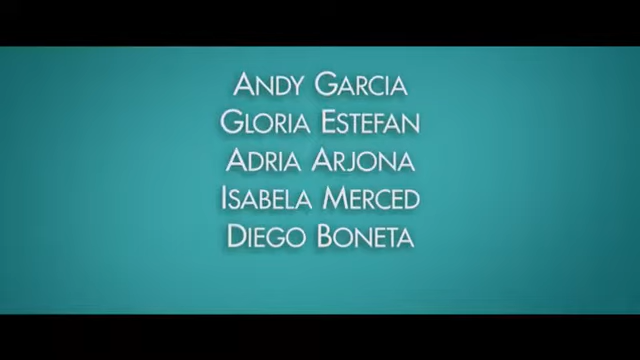 ANDY GARCIA
GLORIA ESTEFAN
ADRIA ARJONA
ISABELA MERCED
DIEGO BONETA